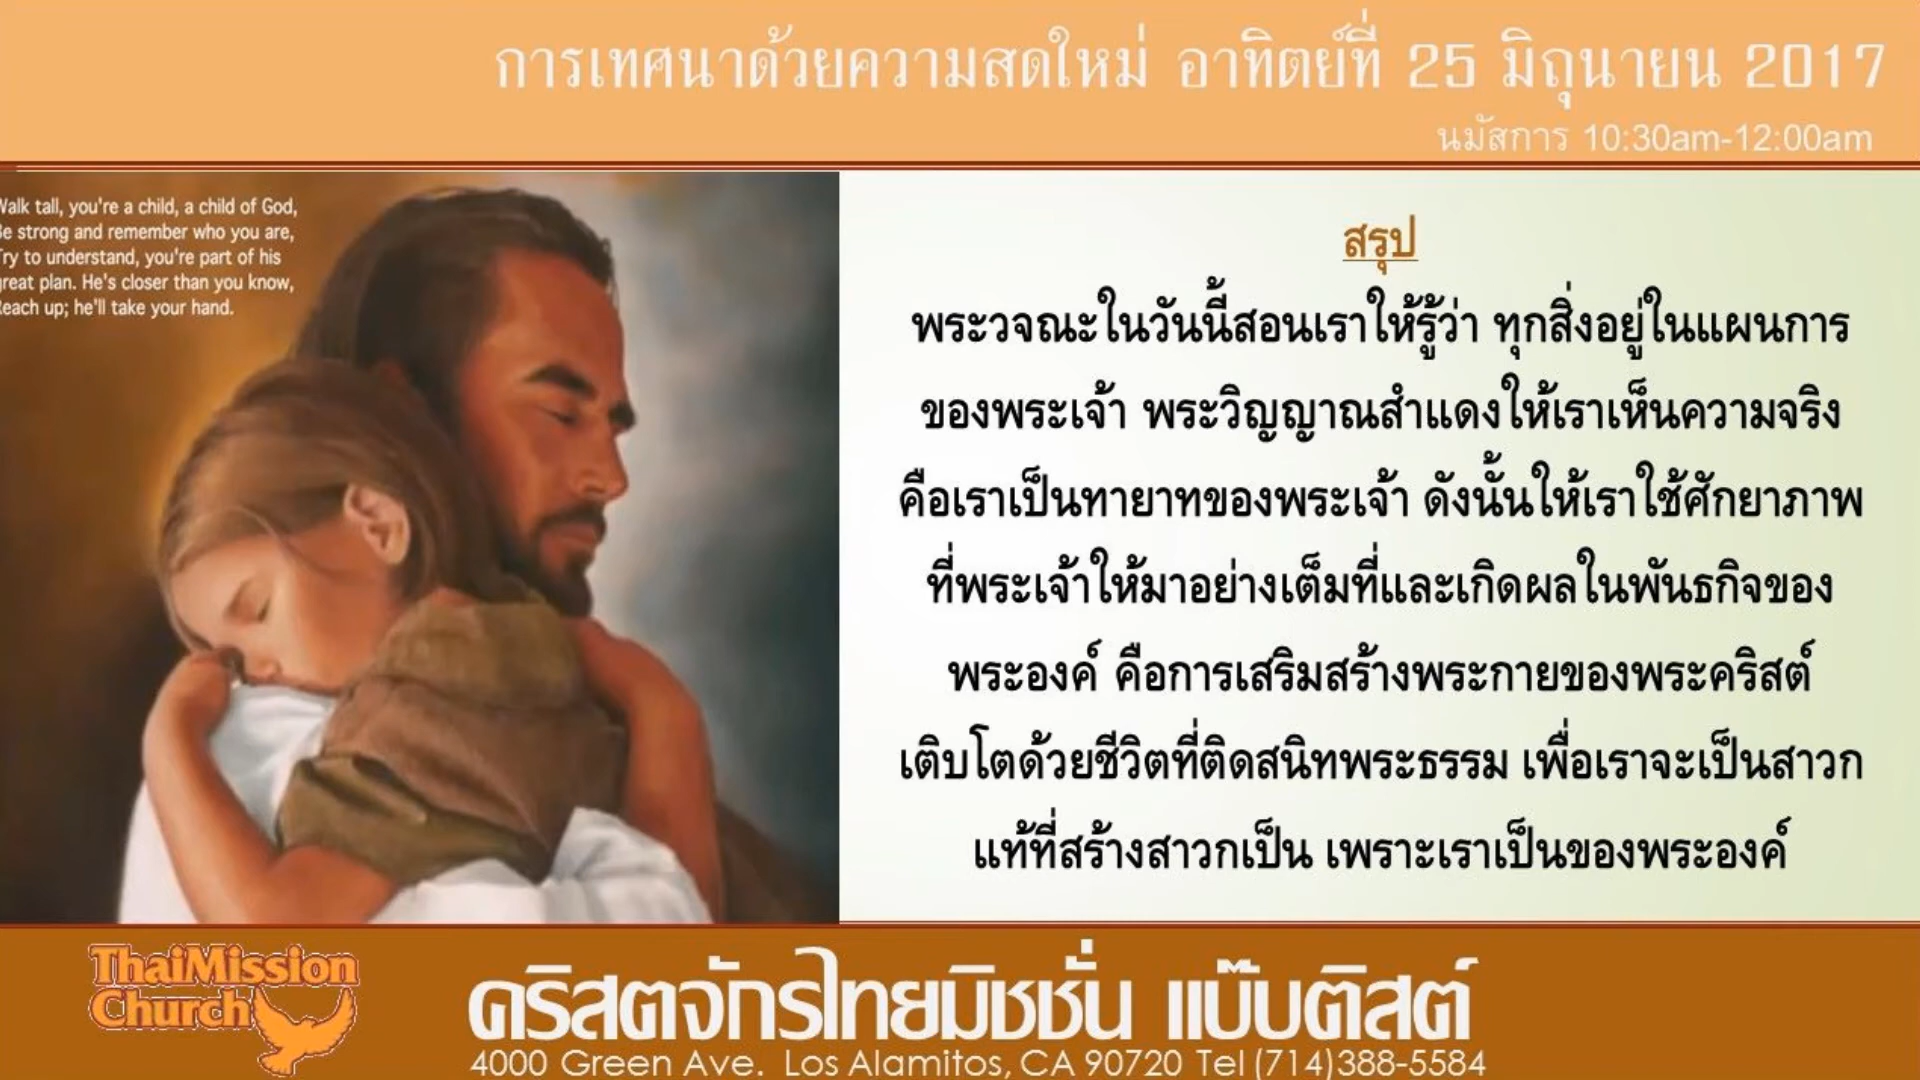 การเทศนาด้วยความสดใหม่ อาทิตย์ที่ 25 มิถุนายน 2017
นมัสการ 10:30am-12:00am
Walk tall, you're a child, a child of God,
Be strong and remember who you are,
Try to understand, you're part of his
great plan. He's closer than you know,
Reach up; he'll take your hand.
สรุป
พระวจณะในวันนี้สอนเราให้รู้ว่า ทุกสิ่งอยู่ในแผนการ
ของพระเจ้า พระวิญญาณสำแดงให้เราเห็นความจริง
คือเราเป็นทายาทของพระเจ้า ดังนั้นให้เราใช้ศักยาภาพ
ที่พระเจ้าให้มาอย่างเต็มที่และเกิดผลในพันธกิจของ
พระองค์ คือการเสริมสร้างพระกายของพระคริสต์
เติบโตด้วยชีวิตที่ติดสนิทพระธรรม เพื่อเราจะเป็นสาวก
แท้ที่สร้างสาวกเป็น เพราะเราเป็นของพระองค์
ThaiMission
Church
คริสตจักรไทยมิชชั่น แบ๊บติสต์
4000 Green Ave. Los Alamitos, CA 90720 Tel (714)388-5584